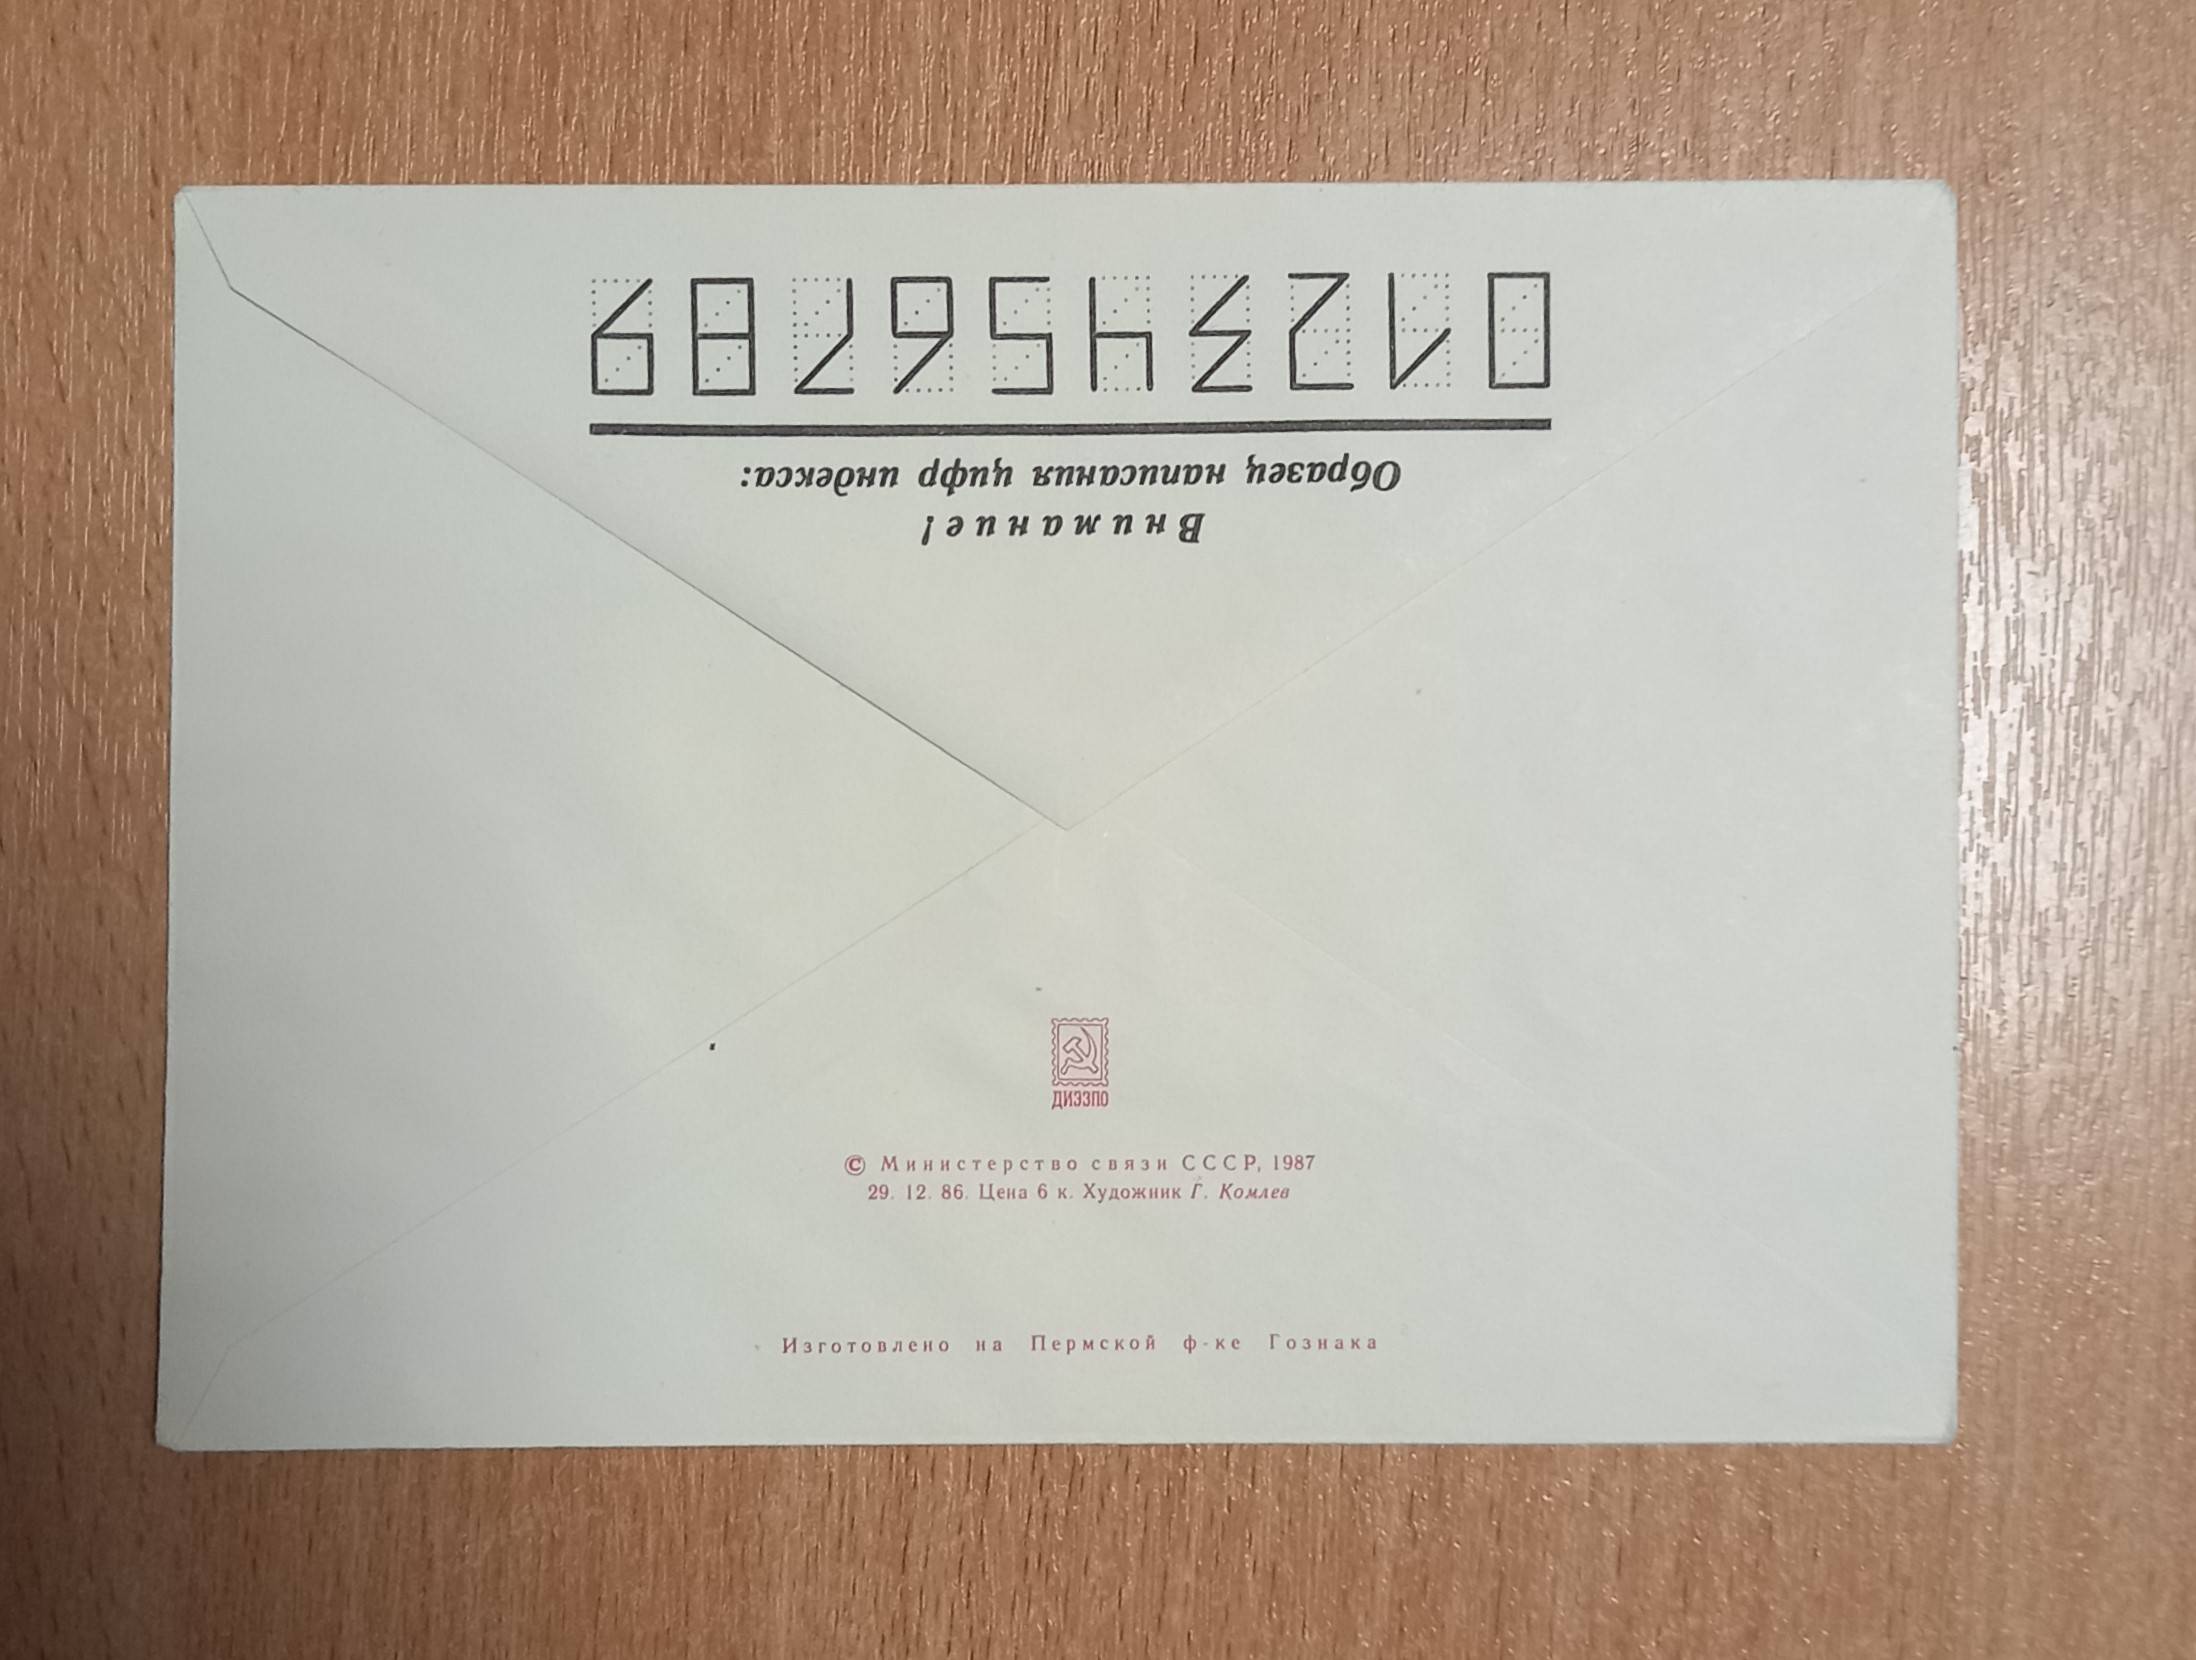 Внимание!
Образец написания цифр индекса:
0123456789
ДИЭЗПО
© Министерство связи СССР, 1987
29. 12. 86. Цена 6 к. Художник Г. Комлев
Изготовлено на Пермской ф-ке Гознака